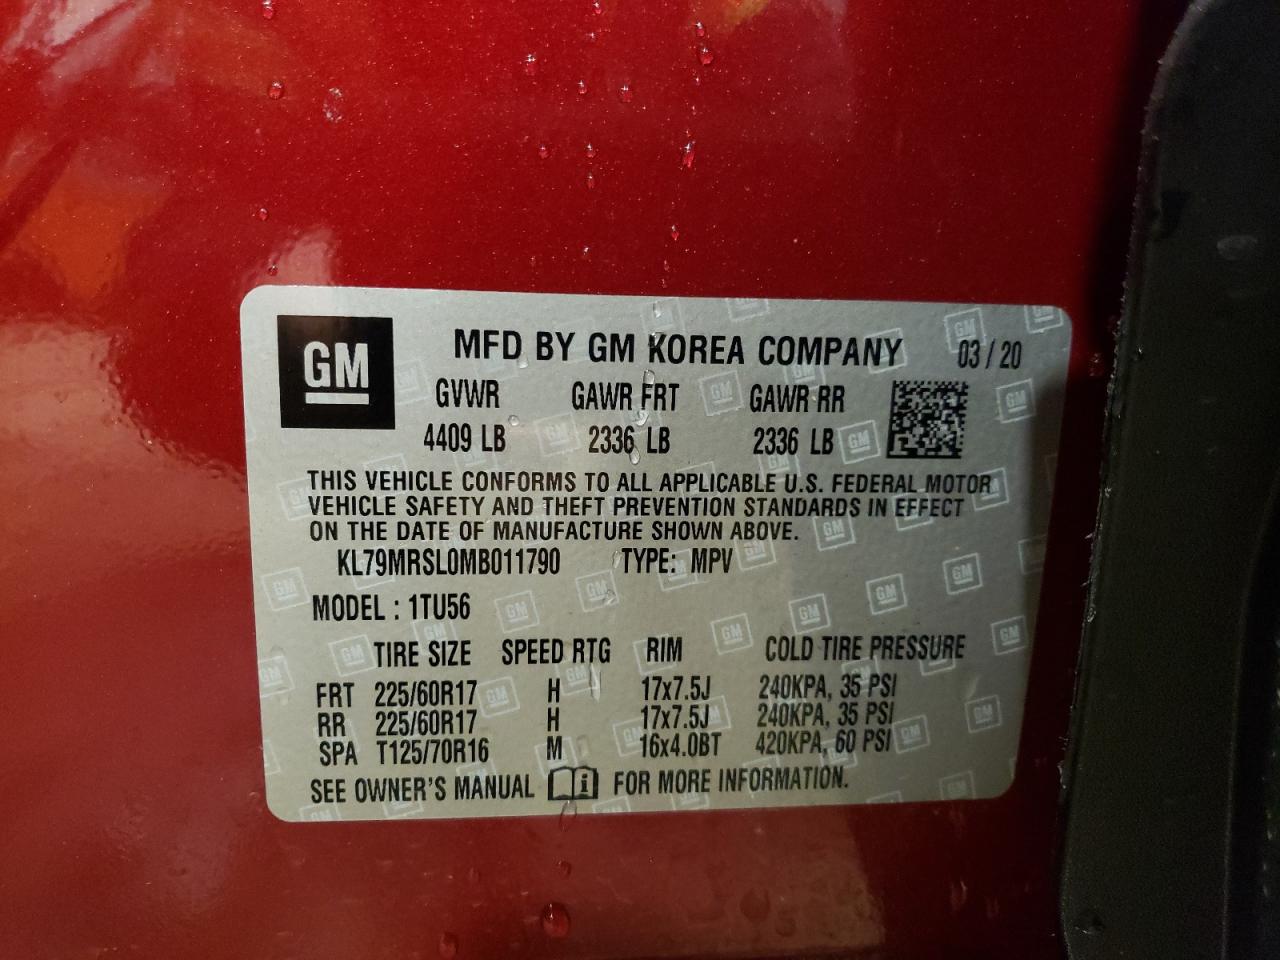 GM
MFD BY GM KOREA COMPANY 03 / 20
GVWR GAWR FRT GAWR RR
4409 LB 2336 LB 2336 LB
THIS VEHICLE CONFORMS TO ALL APPLICABLE U.S. FEDERAL MOTOR
VEHICLE SAFETY AND THEFT PREVENTION STANDARDS IN EFFECT
ON THE DATE OF MANUFACTURE SHOWN ABOVE.
KL79MRSL0MB011790 TYPE: MPV
MODEL : 1TU56
TIRE SIZE SPEED RTG RIM COLD TIRE PRESSURE
FRT 225/60R17 H 17x7.5J 240KPA, 35 PSI
RR 225/60R17 H 17x7.5J 240KPA, 35 PSI
SPA T125/70R16 M 16x4.0BT 420KPA, 60 PSI
SEE OWNER'S MANUAL i FOR MORE INFORMATION.